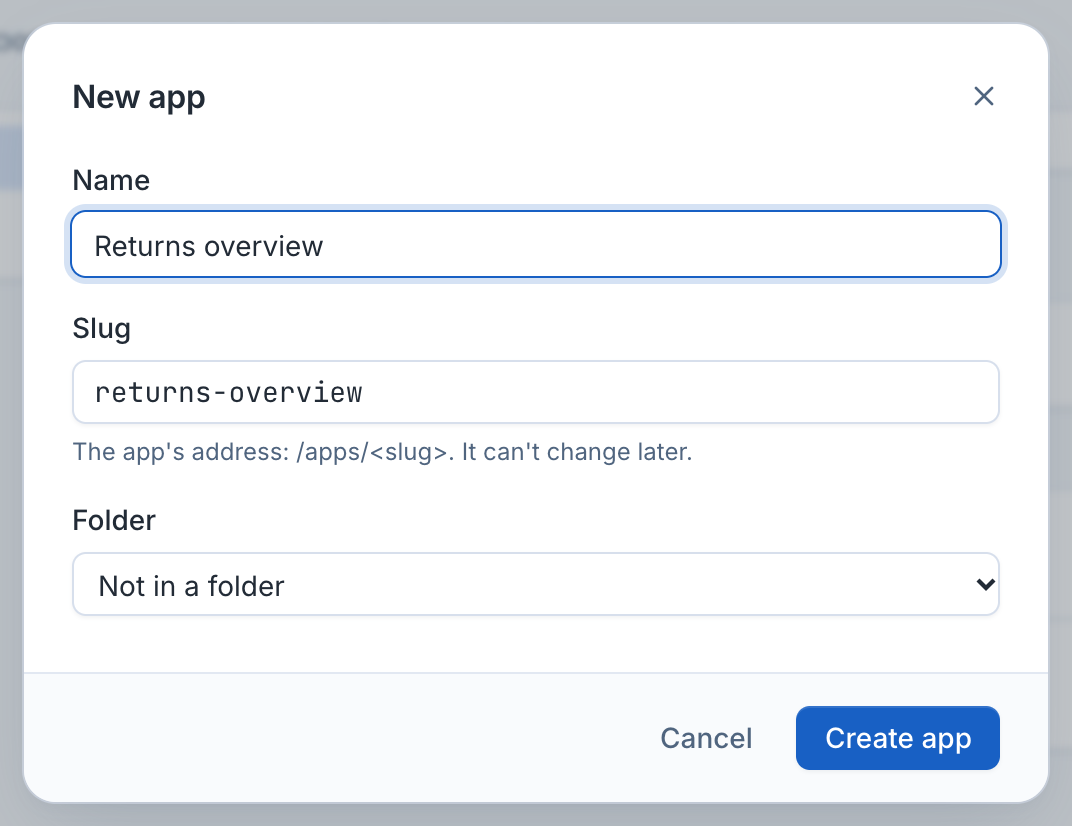 New app
Name
Returns overview
Slug
returns-overview
The app's address: /apps/<slug>. It can't change later.
Folder
Not in a folder
Cancel
Create app